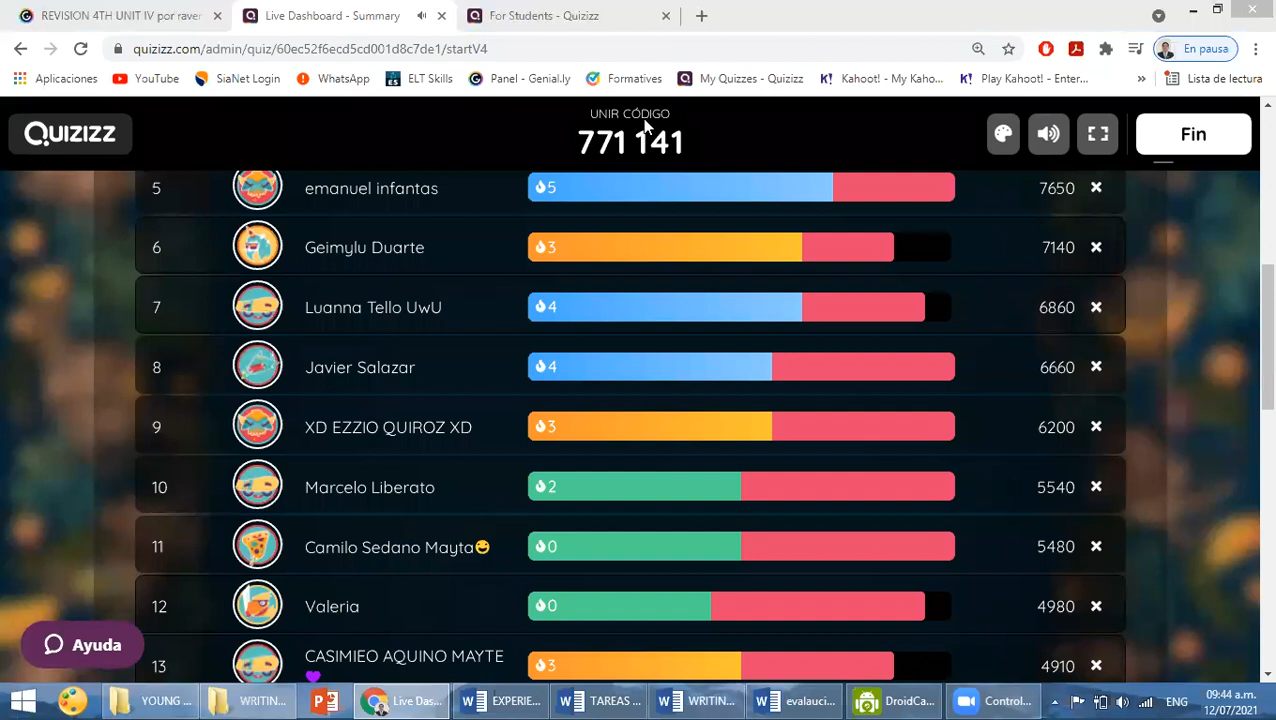 REVISION 4TH UNIT IV por raver
Live Dashboard - Summary
For Students - Quizizz
quizizz.com/admin/quiz/60ec52f6ecd5cd001d8c7de1/startV4
En pausa
Aplicaciones
YouTube
SiaNet Login
WhatsApp
ELT Skills
Panel - Genial.ly
Formatives
My Quizzes - Quizizz
Kahoot! - My Kaho...
Play Kahoot! - Enter...
»
Lista de lectura
QUIZIZZ
UNIR CÓDIGO
771 141
Fin
5 emanuel infantas 5 7650
6 Geimylu Duarte 3 7140
7 Luanna Tello UwU 4 6860
8 Javier Salazar 4 6660
9 XD EZZIO QUIROZ XD 3 6200
10 Marcelo Liberato 2 5540
11 Camilo Sedano Mayta😄 0 5480
12 Valeria 0 4980
13 CASIMIEO AQUINO MAYTE 💜 3 4910
Ayuda
YOUNG ...
WRITIN...
Live Das...
EXPERIE...
TAREAS ...
WRITIN...
evalauci...
DroidCa...
Control...
ENG
09:44 a.m.
12/07/2021